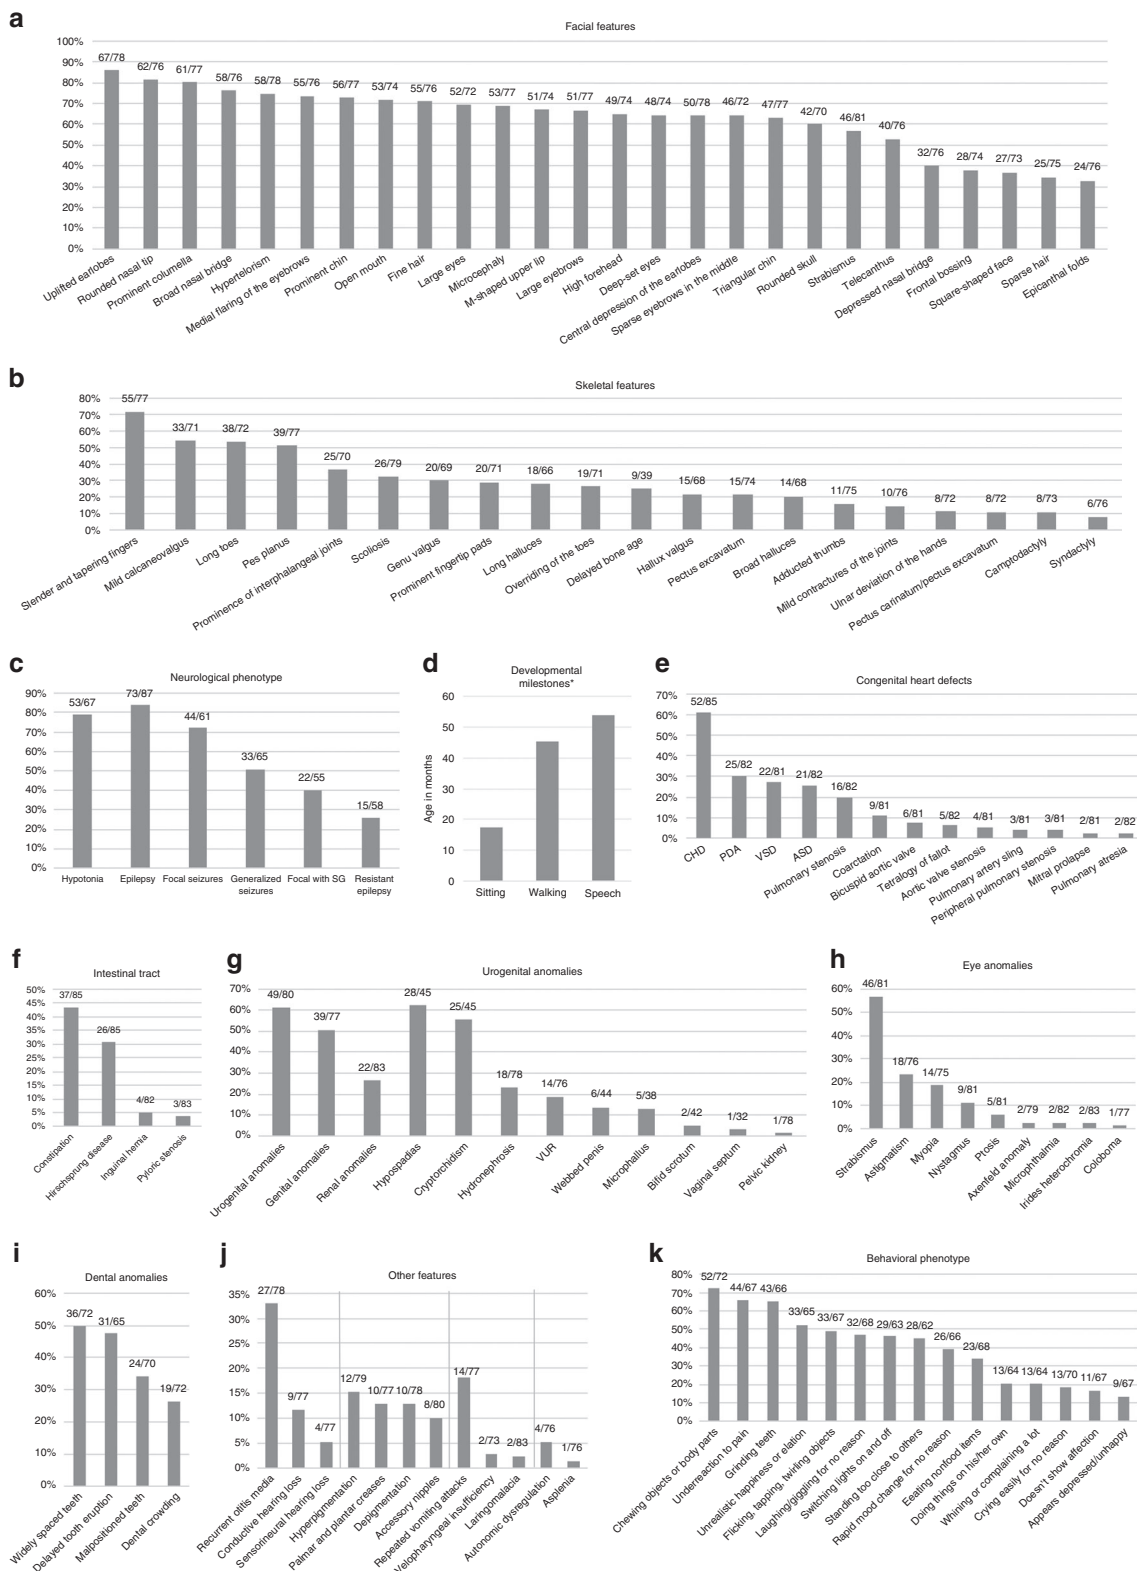 a
Facial features
100%
90%
80%
70%
60%
50%
40%
30%
20%
10%
0%
67/78 62/76 61/77 58/76 58/78 55/76 56/77 53/74 55/76 52/72 53/77 51/74 51/77 49/74 48/74 50/78 46/72 47/77 42/70 46/81 40/76 32/76 28/74 27/73 25/75 24/76
Uplifted earlobes
Rounded nasal tip
Prominent columella
Broad nasal bridge
Hypertelorism
Medial flaring of the eyebrows
Prominent chin
Open mouth
Fine hair
Large eyes
Microcephaly
M-shaped upper lip
Large eyebrows
High forehead
Deep-set eyes
Central depression of the earlobes
Sparse eyebrows in the middle
Triangular chin
Rounded skull
Strabismus
Telecanthus
Depressed nasal bridge
Frontal bossing
Square-shaped face
Sparse hair
Epicanthal folds
b
Skeletal features
80%
70%
60%
50%
40%
30%
20%
10%
0%
55/77 33/71 38/72 39/77 25/70 26/79 20/69 20/71 18/66 19/71 9/39 15/68 15/74 14/68 11/75 10/76 8/72 8/72 8/73 6/76
Slender and tapering fingers
Mild calcaneovalgus
Long toes
Pes planus
Prominence of interphalangeal joints
Scoliosis
Genu valgus
Prominent fingertip pads
Long halluces
Overriding of the toes
Delayed bone age
Hallux valgus
Pectus excavatum
Broad halluces
Adducted thumbs
Mild contractures of the joints
Ulnar deviation of the hands
Pectus carinatum/pectus excavatum
Camptodactyly
Syndactyly
c
Neurological phenotype
90%
80%
70%
60%
50%
40%
30%
20%
10%
0%
53/67 73/87 44/61 33/65 22/55 15/58
Hypotonia
Epilepsy
Focal seizures
Generalized
seizures
Focal with SG
Resistant
epilepsy
d
Developmental
milestones*
Age in months
60
50
40
30
20
10
0
Sitting
Walking
Speech
e
Congenital heart defects
70%
60%
50%
40%
30%
20%
10%
0%
52/85 25/82 22/81 21/82 16/82 9/81 6/81 5/82 4/81 3/81 3/81 2/81 2/82
CHD
PDA
VSD
ASD
Pulmonary stenosis
Coarctation
Bicuspid aortic valve
Tetralogy of fallot
Aortic valve stenosis
Pulmonary artery sling
Peripheral pulmonary stenosis
Mitral prolapse
Pulmonary atresia
f
Intestinal tract
50%
45%
40%
35%
30%
25%
20%
15%
10%
5%
0%
37/85 26/85 4/82 3/83
Constipation
Hirschsprung disease
Inguinal hernia
Pyloric stenosis
g
Urogenital anomalies
70%
60%
50%
40%
30%
20%
10%
0%
49/80 39/77 22/83 28/45 25/45 18/78 14/76 6/44 5/38 2/42 1/32 1/78
Urogenital anomalies
Genital anomalies
Renal anomalies
Hypospadias
Cryptorchidism
Hydronephrosis
VUR
Webbed penis
Microphallus
Bifid scrotum
Vaginal septum
Pelvic kidney
h
Eye anomalies
60%
50%
40%
30%
20%
10%
0%
46/81 18/76 14/75 9/81 5/81 2/79 2/82 2/83 1/77
Strabismus
Astigmatism
Myopia
Nystagmus
Ptosis
Axenfeld anomaly
Microphthalmia
Irides heterochromia
Coloboma
i
Dental anomalies
60%
50%
40%
30%
20%
10%
0%
36/72 31/65 24/70 19/72
Widely spaced teeth
Delayed tooth eruption
Malpositioned teeth
Dental crowding
j
Other features
35%
30%
25%
20%
15%
10%
5%
0%
27/78 9/77 4/77 12/79 10/77 10/78 8/80 14/77 2/73 2/83 4/76 1/76
Recurrent otitis media
Conductive hearing loss
Sensorineural hearing loss
Hyperpigmentation
Palmar and plantar creases
Depigmentation
Accessory nipples
Repeated vomiting attacks
Velopharyngeal insufficiency
Laringomalacia
Autonomic dysregulation
Asplenia
k
Behavioral phenotype
80%
70%
60%
50%
40%
30%
20%
10%
0%
52/72 44/67 43/66 33/65 33/67 32/68 29/63 28/62 26/66 23/68 13/64 13/64 13/70 11/67 9/67
Chewing objects or body parts
Underreaction to pain
Grinding teeth
Unrealistic happiness or elation
Flicking, tapping, twirling objects
Laughing/giggling for no reason
Switching lights on and off
Standing too close to others
Rapid mood change for no reason
Eeating nonfood items
Doing things on his/her own
Whining or complaining a lot
Crying easily for no reason
Doesn't show affection
Appears depressed/unhappy